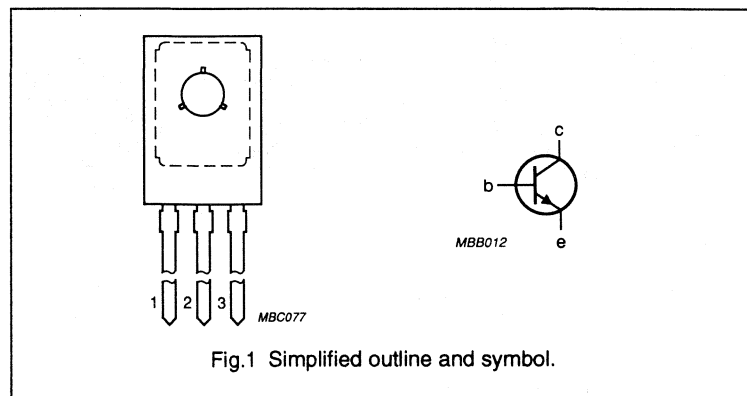 c
b
MBB012
e
1 2 3
MBC077
Fig.1 Simplified outline and symbol.